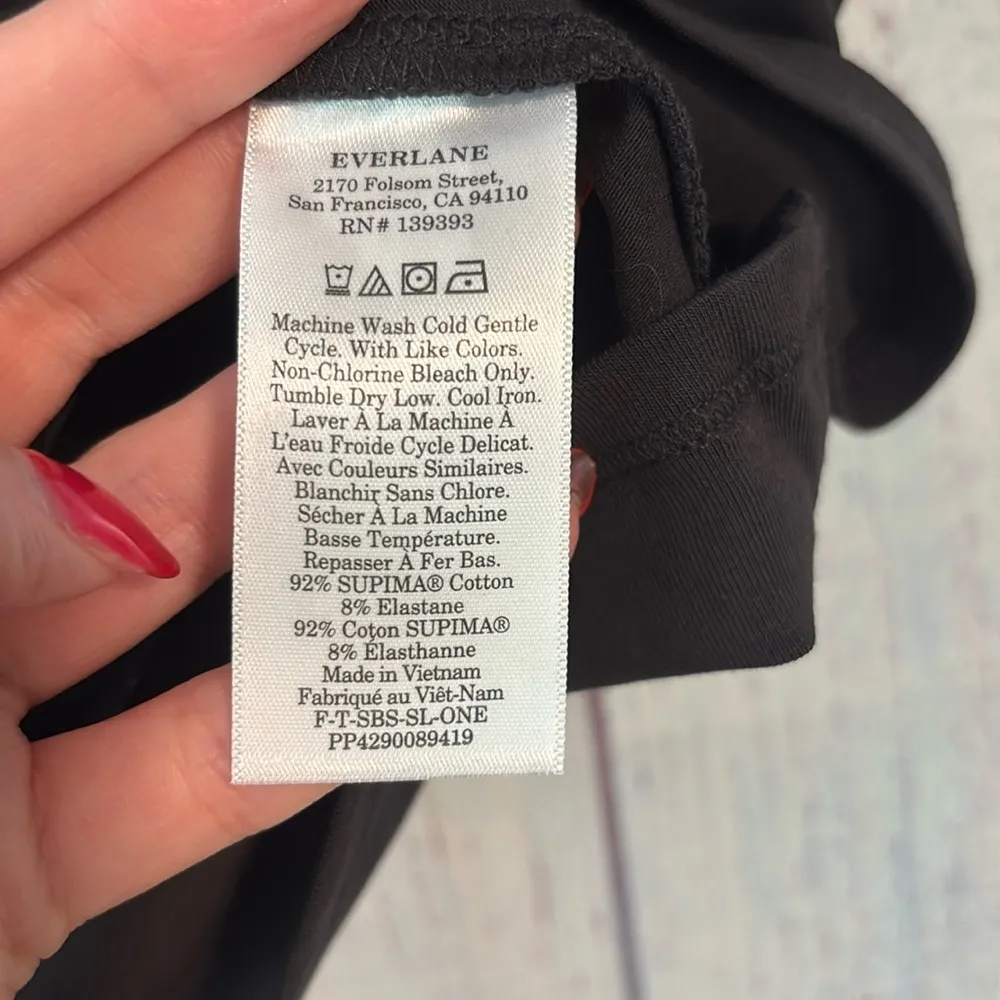 EVERLANE
2170 Folsom Street,
San Francisco, CA 94110
RN# 139393
Machine Wash Cold Gentle
Cycle. With Like Colors.
Non-Chlorine Bleach Only.
Tumble Dry Low. Cool Iron.
Laver À La Machine À
L'eau Froide Cycle Delicat.
Avec Couleurs Similaires.
Blanchir Sans Chlore.
Sécher À La Machine
Basse Température.
Repasser À Fer Bas.
92% SUPIMA® Cotton
8% Elastane
92% Coton SUPIMA®
8% Élasthanne
Made in Vietnam
Fabriqué au Viêt-Nam
F-T-SBS-SL-ONE
PP4290089419